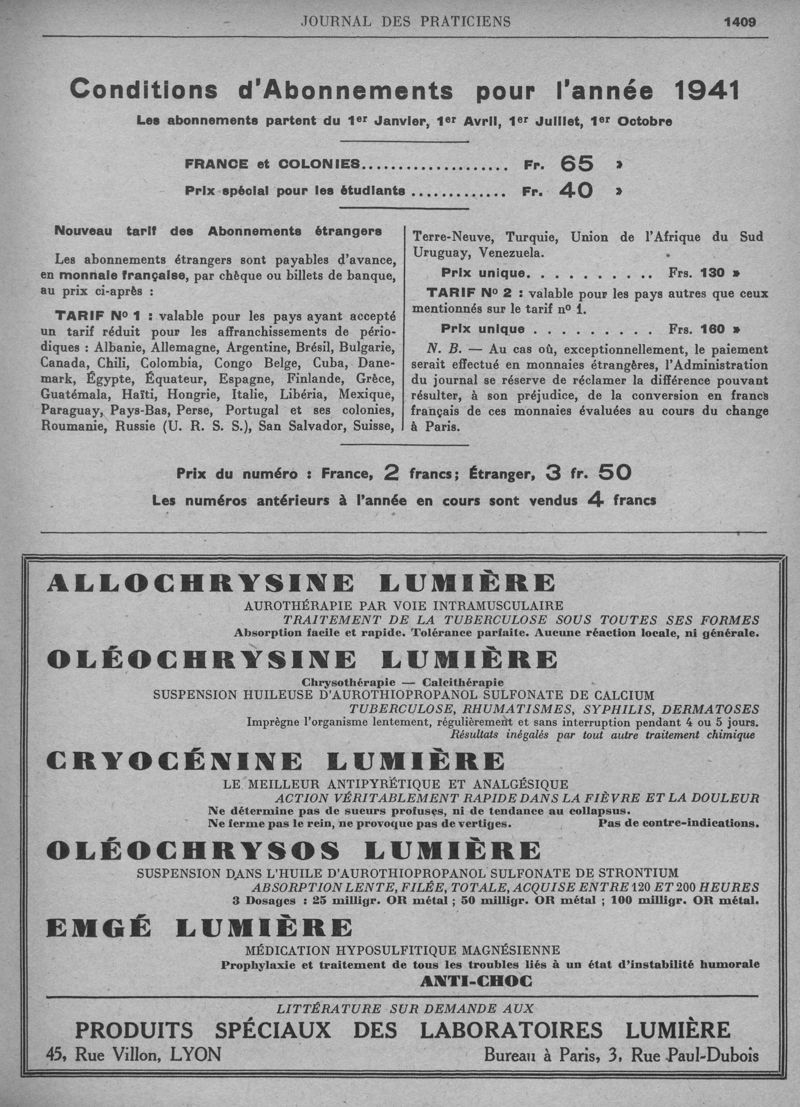 JOURNAL DES PRATICIENS 1409
Conditions d'Abonnements pour l'année 1941
Les abonnements partent du 1er Janvier, 1er Avril, 1er Juillet, 1er Octobre
FRANCE et COLONIES.................... Fr. 65 »
Prix spécial pour les étudiants ............. Fr. 40 »
Nouveau tarif des Abonnements étrangers
Les abonnements étrangers sont payables d'avance,
en monnaie française, par chèque ou billets de banque,
au prix ci-après :
TARIF No 1 : valable pour les pays ayant accepté
un tarif réduit pour les affranchissements de pério-
diques : Albanie, Allemagne, Argentine, Brésil, Bulgarie,
Canada, Chili, Colombia, Congo Belge, Cuba, Dane-
mark, Égypte, Équateur, Espagne, Finlande, Grèce,
Guatémala, Haïti, Hongrie, Italie, Libéria, Mexique,
Paraguay, Pays-Bas, Perse, Portugal et ses colonies,
Roumanie, Russie (U. R. S. S.), San Salvador, Suisse,
Terre-Neuve, Turquie, Union de l'Afrique du Sud
Uruguay, Venezuela.
Prix unique. . . . . . . . . . Frs. 130 »
TARIF No 2 : valable pour les pays autres que ceux
mentionnés sur le tarif no 1.
Prix unique . . . . . . . . . Frs. 160 »
N. B. — Au cas où, exceptionnellement, le paiement
serait effectué en monnaies étrangères, l'Administration
du journal se réserve de réclamer la différence pouvant
résulter, à son préjudice, de la conversion en francs
français de ces monnaies évaluées au cours du change
à Paris.
Prix du numéro : France, 2 francs; Étranger, 3 fr. 50
Les numéros antérieurs à l'année en cours sont vendus 4 francs
ALLOCHRYSINE LUMIÈRE
AUROTHÉRAPIE PAR VOIE INTRAMUSCULAIRE
TRAITEMENT DE LA TUBERCULOSE SOUS TOUTES SES FORMES
Absorption facile et rapide. Tolérance parfaite. Aucune réaction locale, ni générale.
OLÉOCHRYSINE LUMIÈRE
Chrysothérapie — Calcithérapie
SUSPENSION HUILEUSE D'AUROTHIOPROPANOL SULFONATE DE CALCIUM
TUBERCULOSE, RHUMATISMES, SYPHILIS, DERMATOSES
Imprègne l'organisme lentement, régulièrement et sans interruption pendant 4 ou 5 jours.
Résultats inégalés par tout autre traitement chimique
CRYOCÉNINE LUMIÈRE
LE MEILLEUR ANTIPYRÉTIQUE ET ANALGÉSIQUE
ACTION VÉRITABLEMENT RAPIDE DANS LA FIÈVRE ET LA DOULEUR
Ne détermine pas de sueurs profuses, ni de tendance au collapsus.
Ne ferme pas le rein, ne provoque pas de vertiges. Pas de contre-indications.
OLÉOCHRYSOS LUMIÈRE
SUSPENSION DANS L'HUILE D'AUROTHIOPROPANOL SULFONATE DE STRONTIUM
ABSORPTION LENTE, FILÉE, TOTALE, ACQUISE ENTRE 120 ET 200 HEURES
3 Dosages : 25 milligr. OR métal ; 50 milligr. OR métal ; 100 milligr. OR métal.
EMGÉ LUMIÈRE
MÉDICATION HYPOSULFITIQUE MAGNÉSIENNE
Prophylaxie et traitement de tous les troubles liés à un état d'instabilité humorale
ANTI-CHOC
LITTÉRATURE SUR DEMANDE AUX
PRODUITS SPÉCIAUX DES LABORATOIRES LUMIÈRE
45, Rue Villon, LYON Bureau à Paris, 3, Rue Paul-Dubois